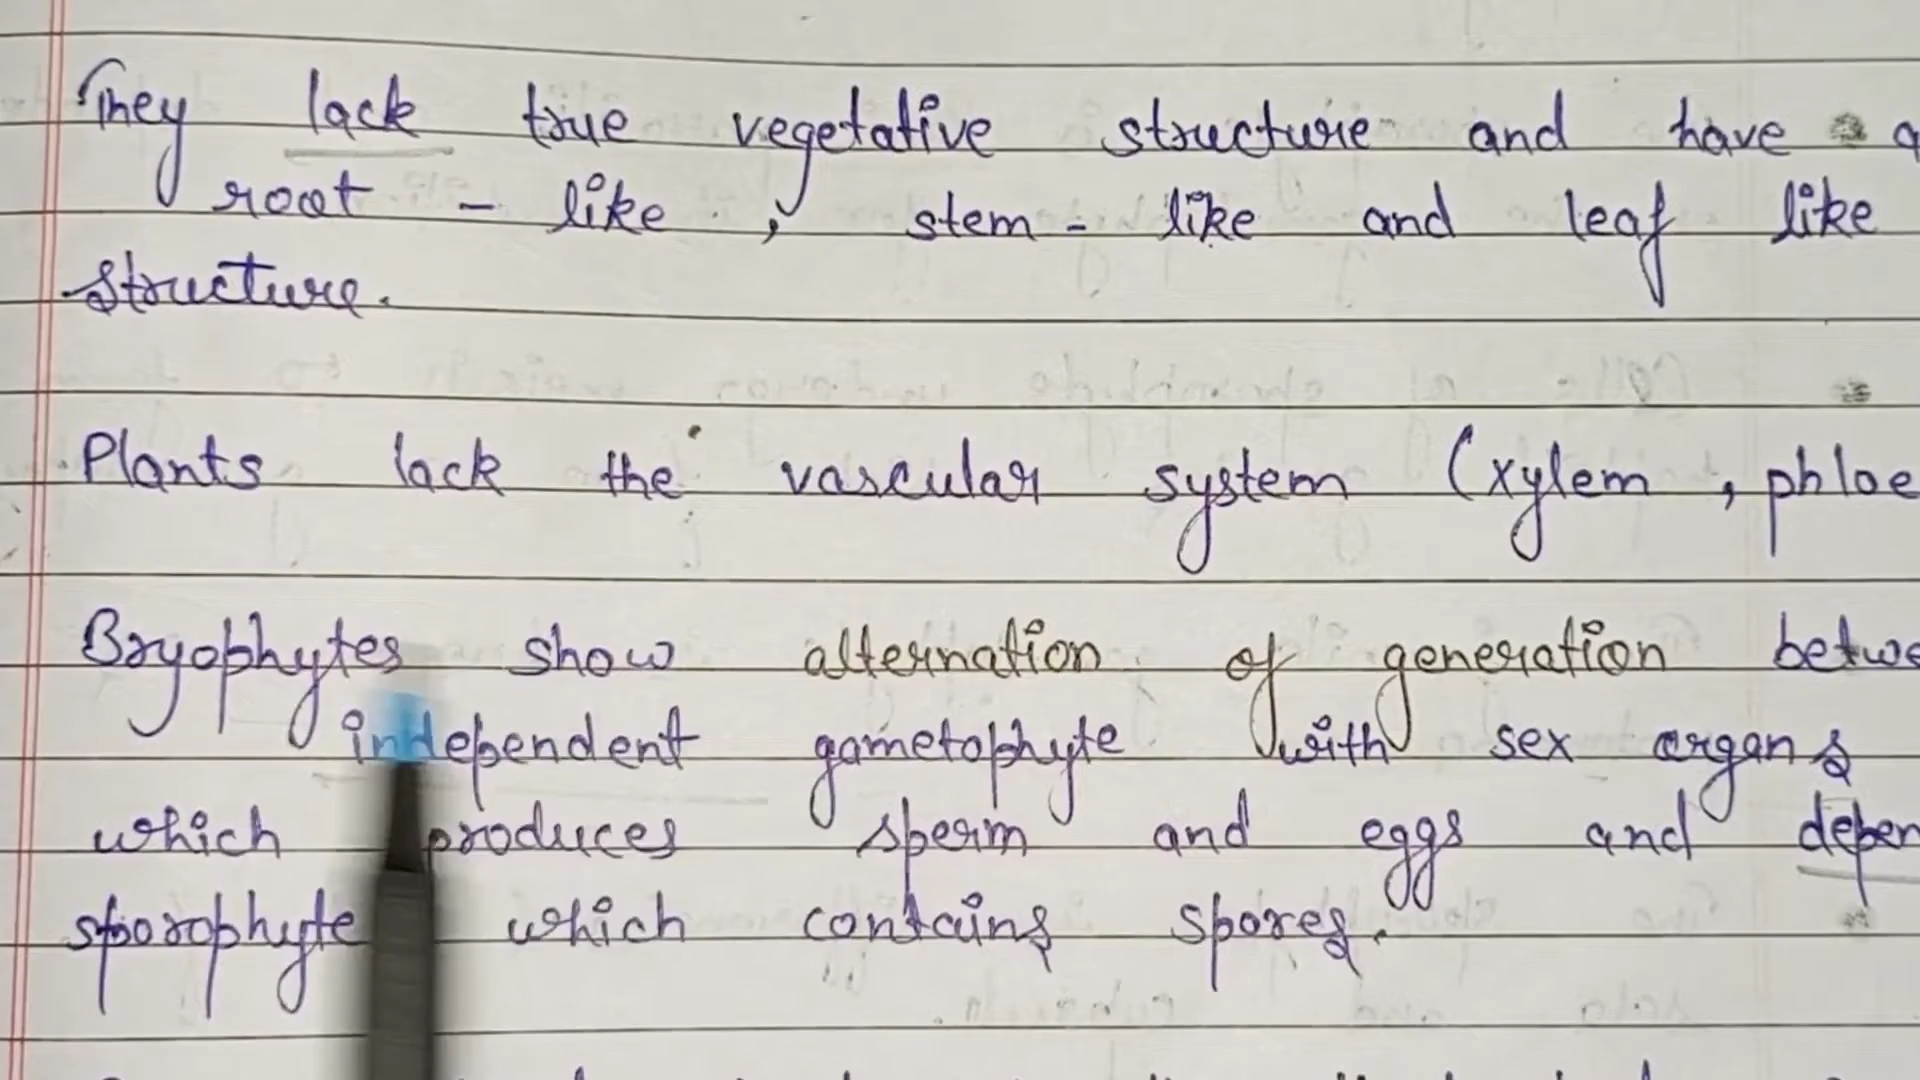 They lack true vegetative structure and have a
root - like , stem - like and leaf like
structure.
Plants lack the vascular system (xylem , phloe
Bryophytes show alternation of generation betwe
independent gametophyte with sex organs
which produces sperm and eggs and depen
sporophyte which contains spores.